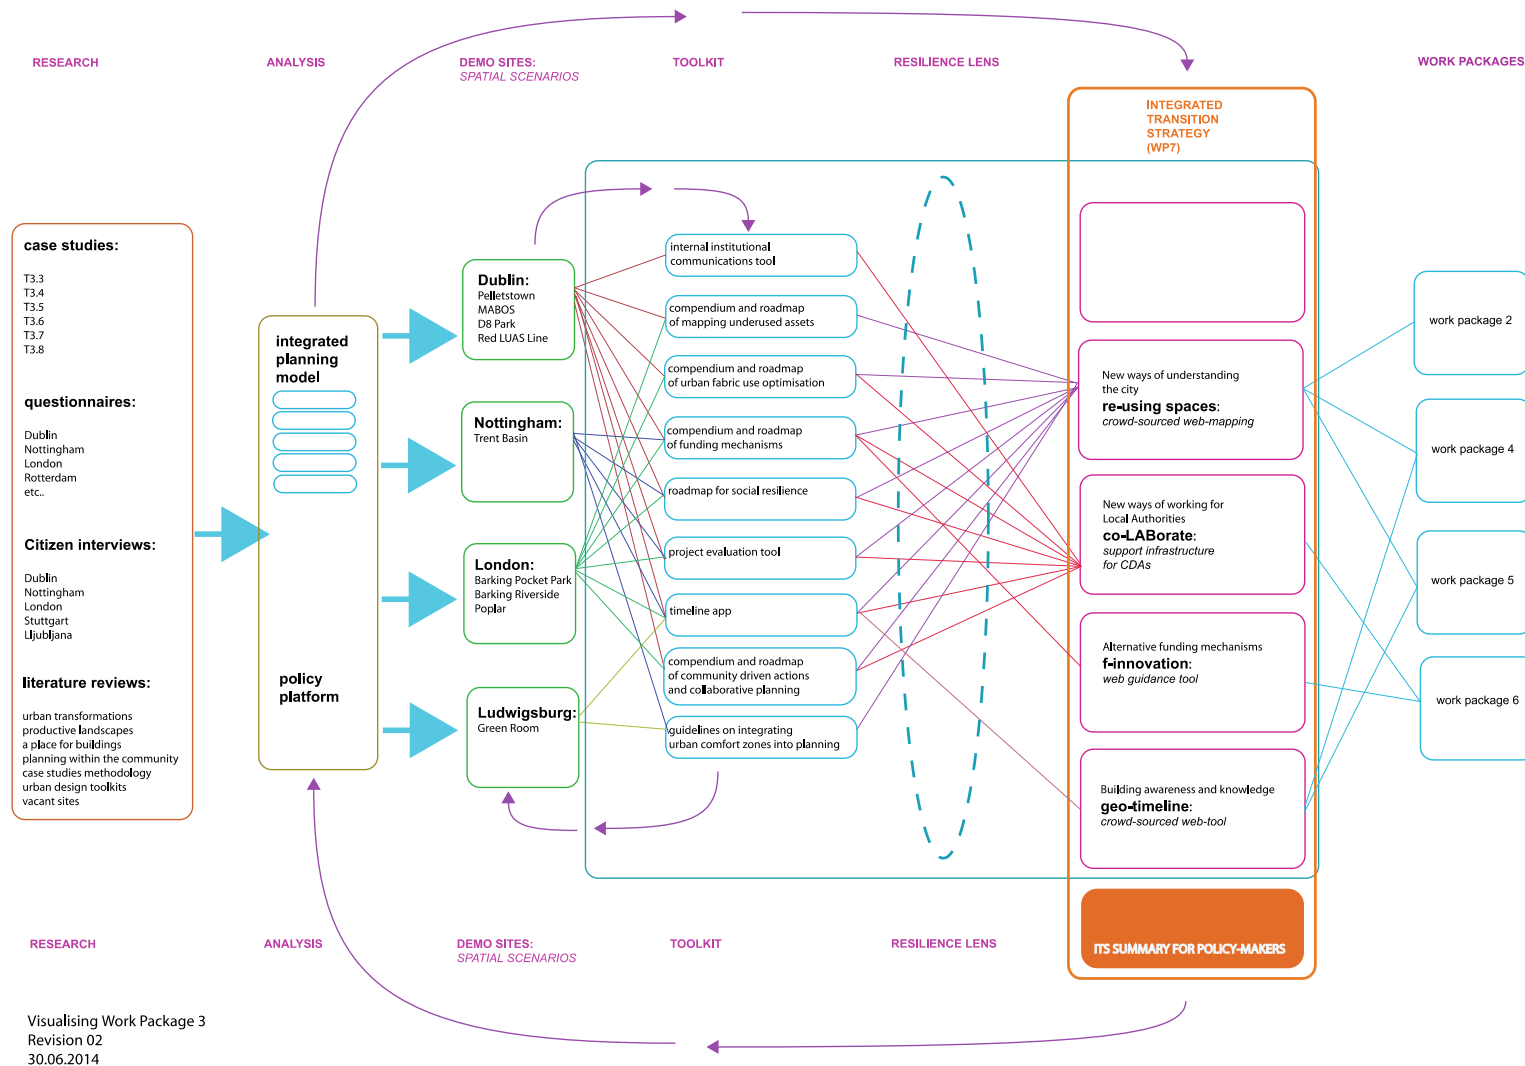 RESEARCH
ANALYSIS
DEMO SITES:
SPATIAL SCENARIOS
TOOLKIT
RESILIENCE LENS
WORK PACKAGES
INTEGRATED
TRANSITION
STRATEGY
(WP7)
case studies:
T3.3
T3.4
T3.5
T3.6
T3.7
T3.8
questionnaires:
Dublin
Nottingham
London
Rotterdam
etc..
Citizen interviews:
Dublin
Nottingham
London
Stuttgart
Lljubljana
literature reviews:
urban transformations
productive landscapes
a place for buildings
planning within the community
case studies methodology
urban design toolkits
vacant sites
integrated
planning
model
policy
platform
Dublin:
Pelletstown
MABOS
D8 Park
Red LUAS Line
Nottingham:
Trent Basin
London:
Barking Pocket Park
Barking Riverside
Poplar
Ludwigsburg:
Green Room
internal institutional
communications tool
compendium and roadmap
of mapping underused assets
compendium and roadmap
of urban fabric use optimisation
compendium and roadmap
of funding mechanisms
roadmap for social resilience
project evaluation tool
timeline app
compendium and roadmap
of community driven actions
and collaborative planning
guidelines on integrating
urban comfort zones into planning
New ways of understanding
the city
re-using spaces:
crowd-sourced web-mapping
New ways of working for
Local Authorities
co-LABorate:
support infrastructure
for CDAs
Alternative funding mechanisms
f-innovation:
web guidance tool
Building awareness and knowledge
geo-timeline:
crowd-sourced web-tool
ITS SUMMARY FOR POLICY-MAKERS
work package 2
work package 4
work package 5
work package 6
RESEARCH
ANALYSIS
DEMO SITES:
SPATIAL SCENARIOS
TOOLKIT
RESILIENCE LENS
Visualising Work Package 3
Revision 02
30.06.2014